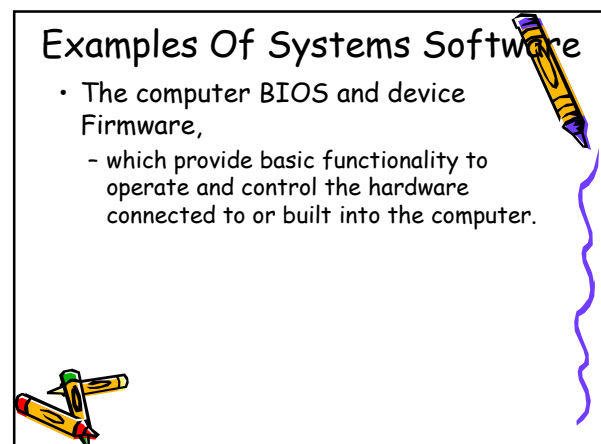 Examples Of Systems Software
• The computer BIOS and device
Firmware,
– which provide basic functionality to
operate and control the hardware
connected to or built into the computer.